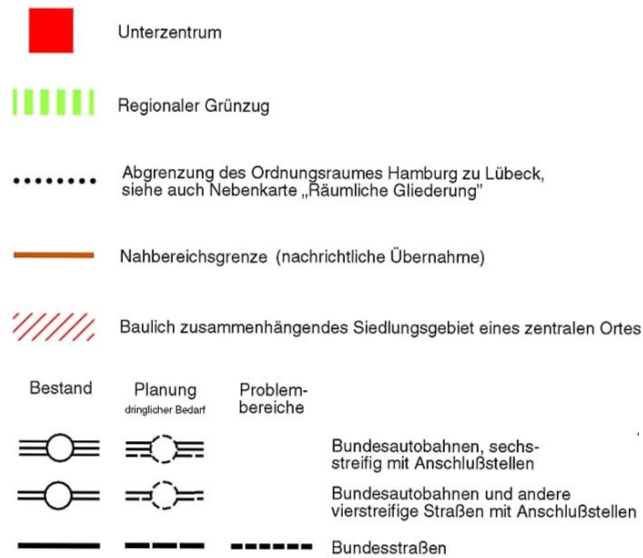 Unterzentrum
Regionaler Grünzug
Abgrenzung des Ordnungsraumes Hamburg zu Lübeck,
siehe auch Nebenkarte „Räumliche Gliederung”
Nahbereichsgrenze (nachrichtliche Übernahme)
Baulich zusammenhängendes Siedlungsgebiet eines zentralen Ortes
Bestand Planung Problem-
dringlicher Bedarf bereiche
Bundesautobahnen, sechs-
streifig mit Anschlußstellen
Bundesautobahnen und andere
vierstreifige Straßen mit Anschlußstellen
Bundesstraßen